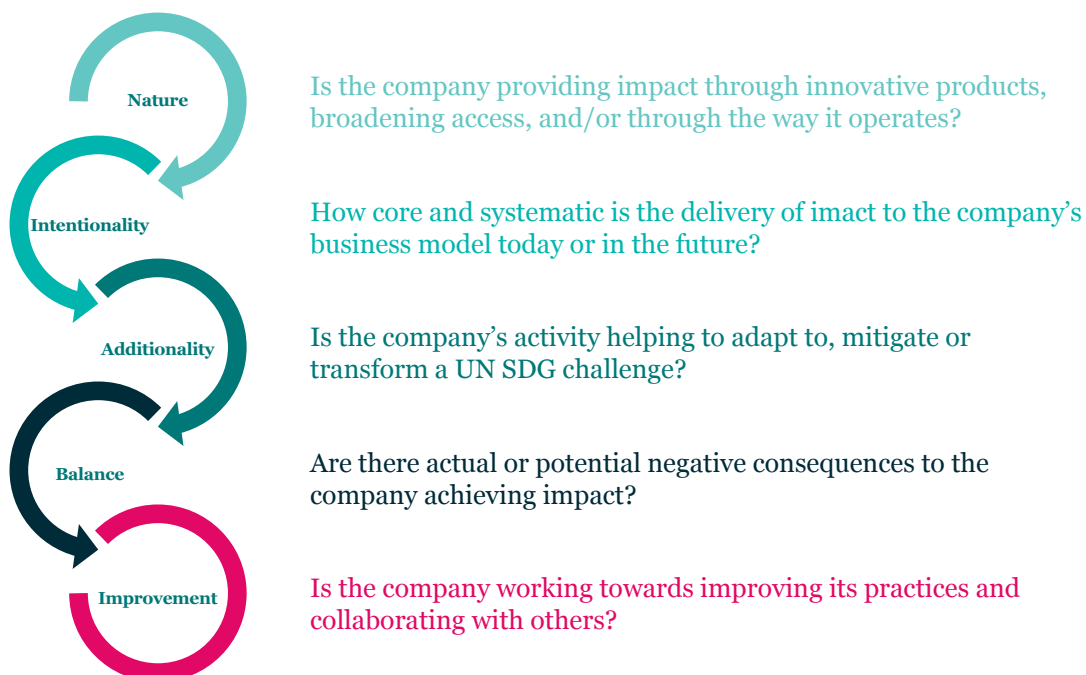 Nature
Is the company providing impact through innovative products,
broadening access, and/or through the way it operates?
Intentionality
How core and systematic is the delivery of imact to the company’s
business model today or in the future?
Additionality
Is the company’s activity helping to adapt to, mitigate or
transform a UN SDG challenge?
Balance
Are there actual or potential negative consequences to the
company achieving impact?
Improvement
Is the company working towards improving its practices and
collaborating with others?